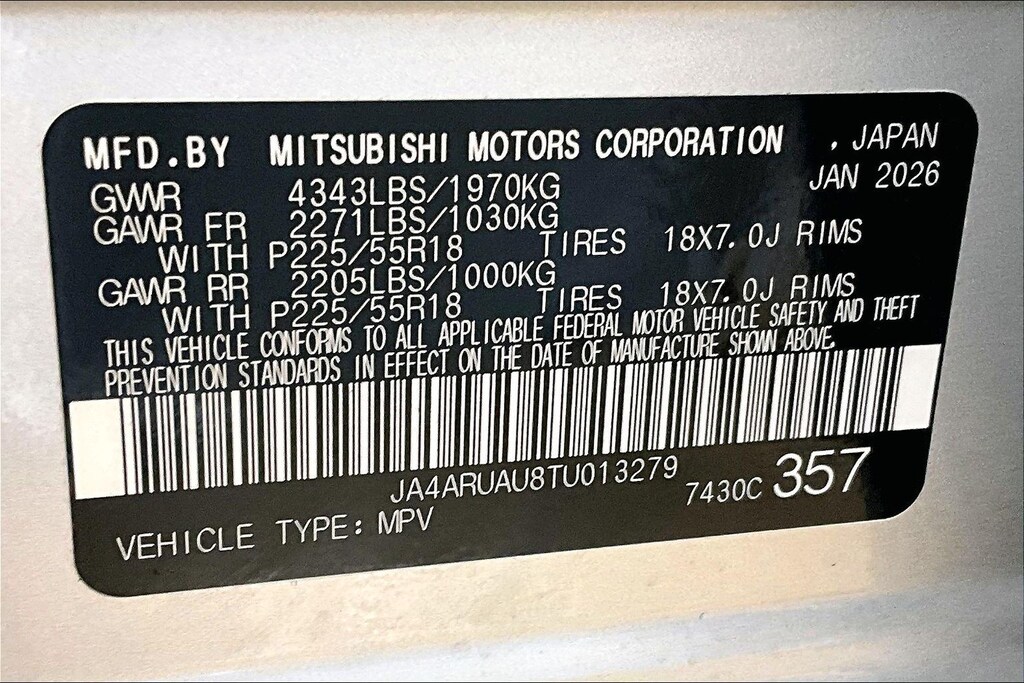 MFD.BY MITSUBISHI MOTORS CORPORATION , JAPAN
JAN 2026
GWVR 4343LBS/1970KG
GAWR FR 2271LBS/1030KG
WITH P225/55R18 TIRES 18X7.0J RIMS
GAWR RR 2205LBS/1000KG
WITH P225/55R18 TIRES 18X7.0J RIMS
THIS VEHICLE CONFORMS TO ALL APPLICABLE FEDERAL MOTOR VEHICLE SAFETY AND THEFT
PREVENTION STANDARDS IN EFFECT ON THE DATE OF MANUFACTURE SHOWN ABOVE.
JA4ARUAU8TU013279
7430C 357
VEHICLE TYPE: MPV